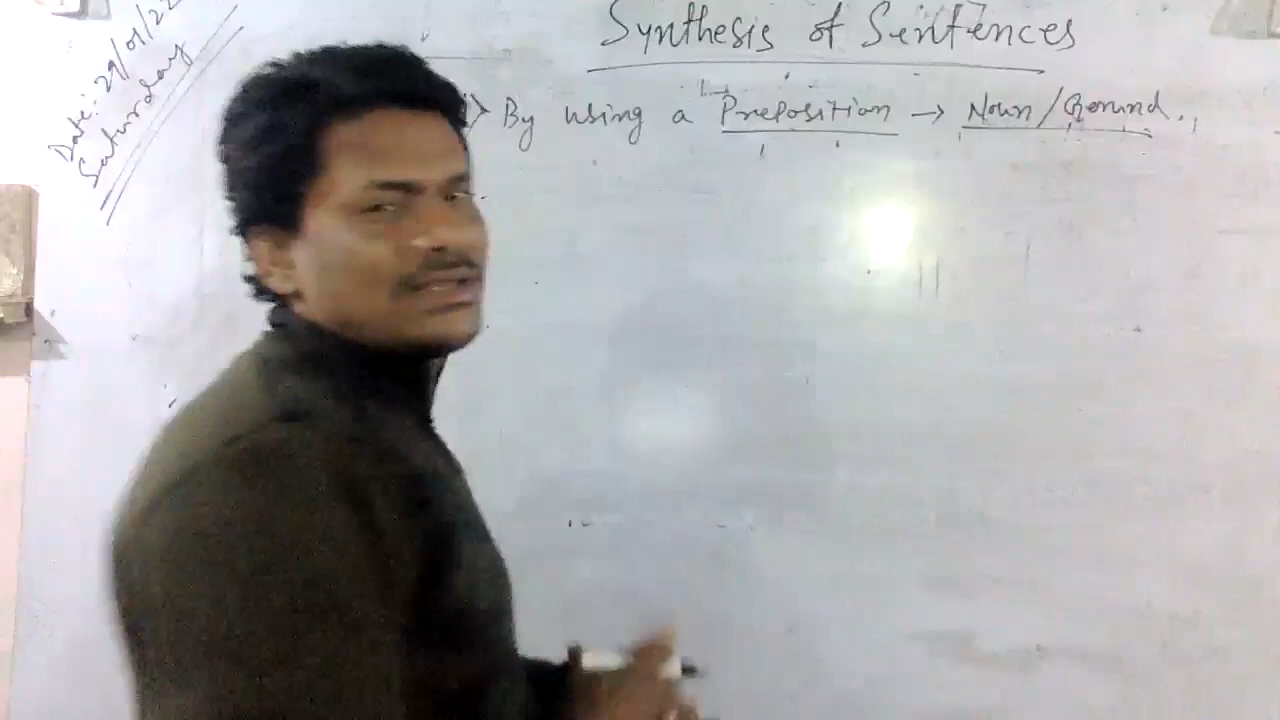 Date: 29/01/22
Saturday
Synthesis of Sentences
By using a Preposition → Noun/Gerund.